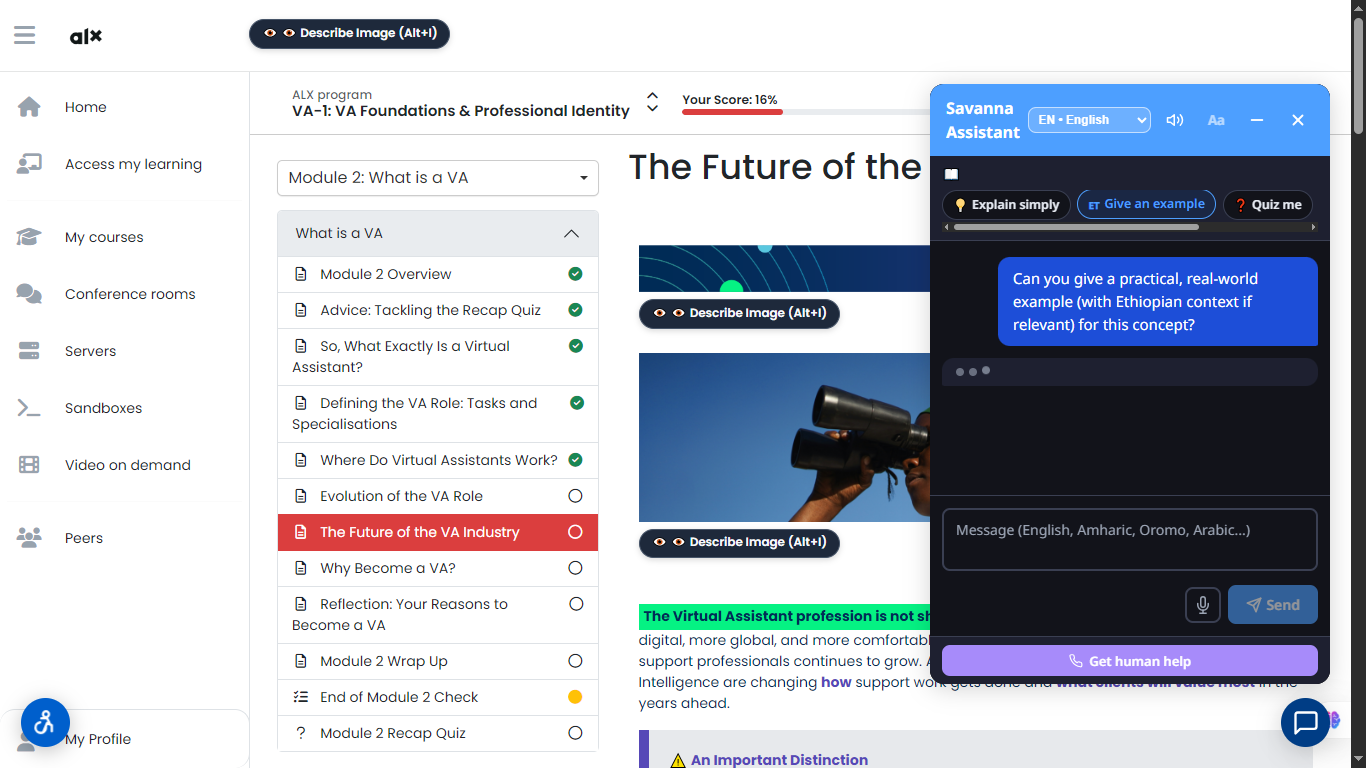 alx
Describe Image (Alt+I)
Home
Access my learning
My courses
Conference rooms
Servers
Sandboxes
Video on demand
Peers
My Profile
ALX program
VA-1: VA Foundations & Professional Identity
Your Score: 16%
Module 2: What is a VA
What is a VA
Module 2 Overview
Advice: Tackling the Recap Quiz
So, What Exactly Is a Virtual
Assistant?
Defining the VA Role: Tasks and
Specialisations
Where Do Virtual Assistants Work?
Evolution of the VA Role
The Future of the VA Industry
Why Become a VA?
Reflection: Your Reasons to
Become a VA
Module 2 Wrap Up
End of Module 2 Check
? Module 2 Recap Quiz
The Future of the
Describe Image (Alt+I)
Describe Image (Alt+I)
The Virtual Assistant profession is not
digital, more global, and more
support professionals continues to grow.
Intelligence are changing how support work gets done and what clients will value most in the
years ahead.
An Important Distinction
Savanna
Assistant
EN • English
Aa
Explain simply
ET Give an example
Quiz me
Can you give a practical, real-world
example (with Ethiopian context if
relevant) for this concept?
Message (English, Amharic, Oromo, Arabic...)
Send
Get human help